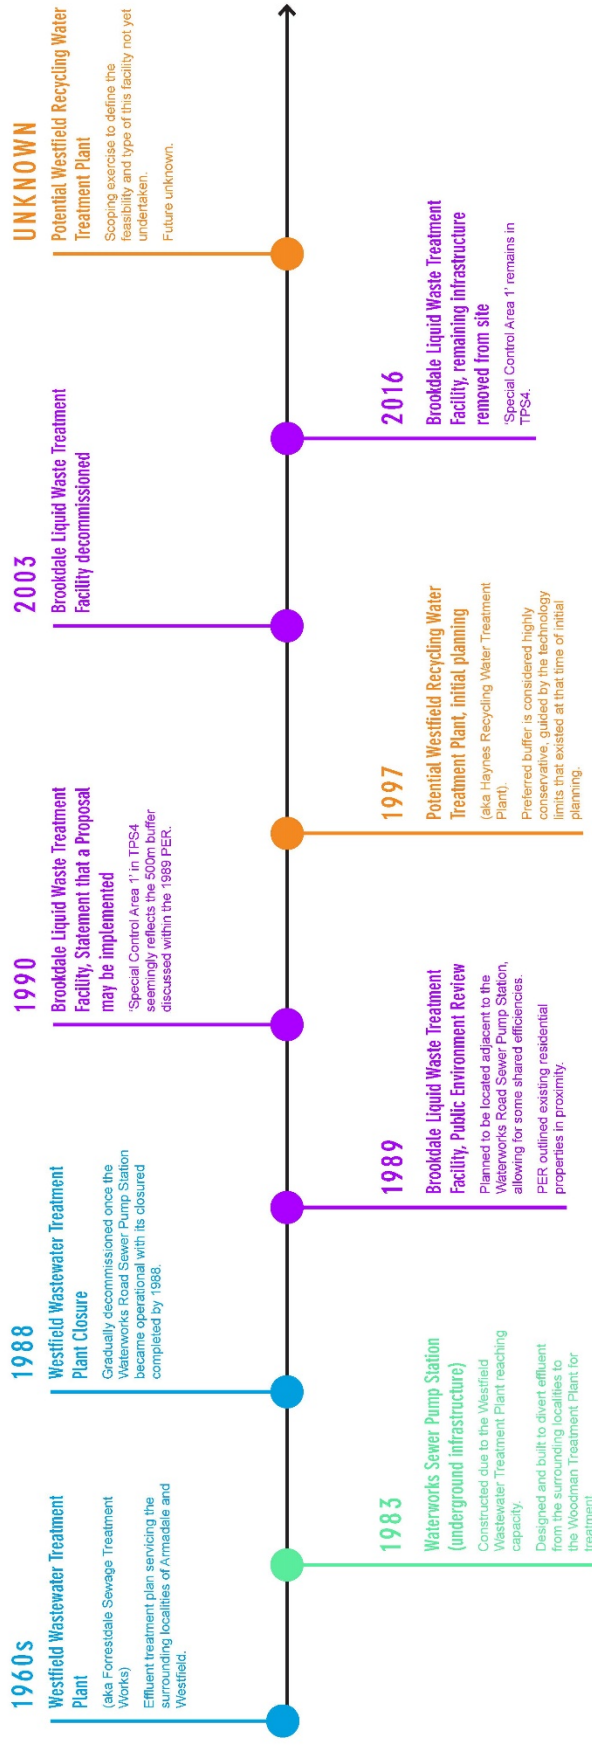 1960s
Westfield Wastewater Treatment
Plant
(aka Forrestdale Sewage Treatment
Works)
Effluent treatment plan servicing the
surrounding localities of Armadale and
Westfield.
1983
Waterworks Sewer Pump Station
(underground infrastructure)
Constructed due to the Westfield
Wastewater Treatment Plant reaching
capacity.
Designed and built to divert effluent
from the surrounding localities to
the Woodman Treatment Plant for
treatment
1988
Westfield Wastewater Treatment
Plant Closure
Gradually decommissioned once the
Waterworks Road Sewer Pump Station
became operational with its closured
completed by 1988.
1989
Brookdale Liquid Waste Treatment
Facility, Public Environment Review
Planned to be located adjacent to the
Waterworks Road Sewer Pump Station,
allowing for some shared efficiencies.
PER outlined existing residential
properties in proximity.
1990
Brookdale Liquid Waste Treatment
Facility, Statement that a Proposal
may be implemented
'Special Control Area 1' in TPS4
seemingly reflects the 500m buffer
discussed within the 1989 PER.
1997
Potential Westfield Recycling Water
Treatment Plant, initial planning
(aka Haynes Recycling Water Treatment
Plant).
Preferred buffer is considered highly
conservative, guided by the technology
limits that existed at that time of initial
planning.
2003
Brookdale Liquid Waste Treatment
Facility decommissioned
2016
Brookdale Liquid Waste Treatment
Facility, remaining infrastructure
removed from site
'Special Control Area 1' remains in
TPS4.
UNKNOWN
Potential Westfield Recycling Water
Treatment Plant
Scoping exercise to define the
feasibility and type of this facility not yet
undertaken.
Future unknown.